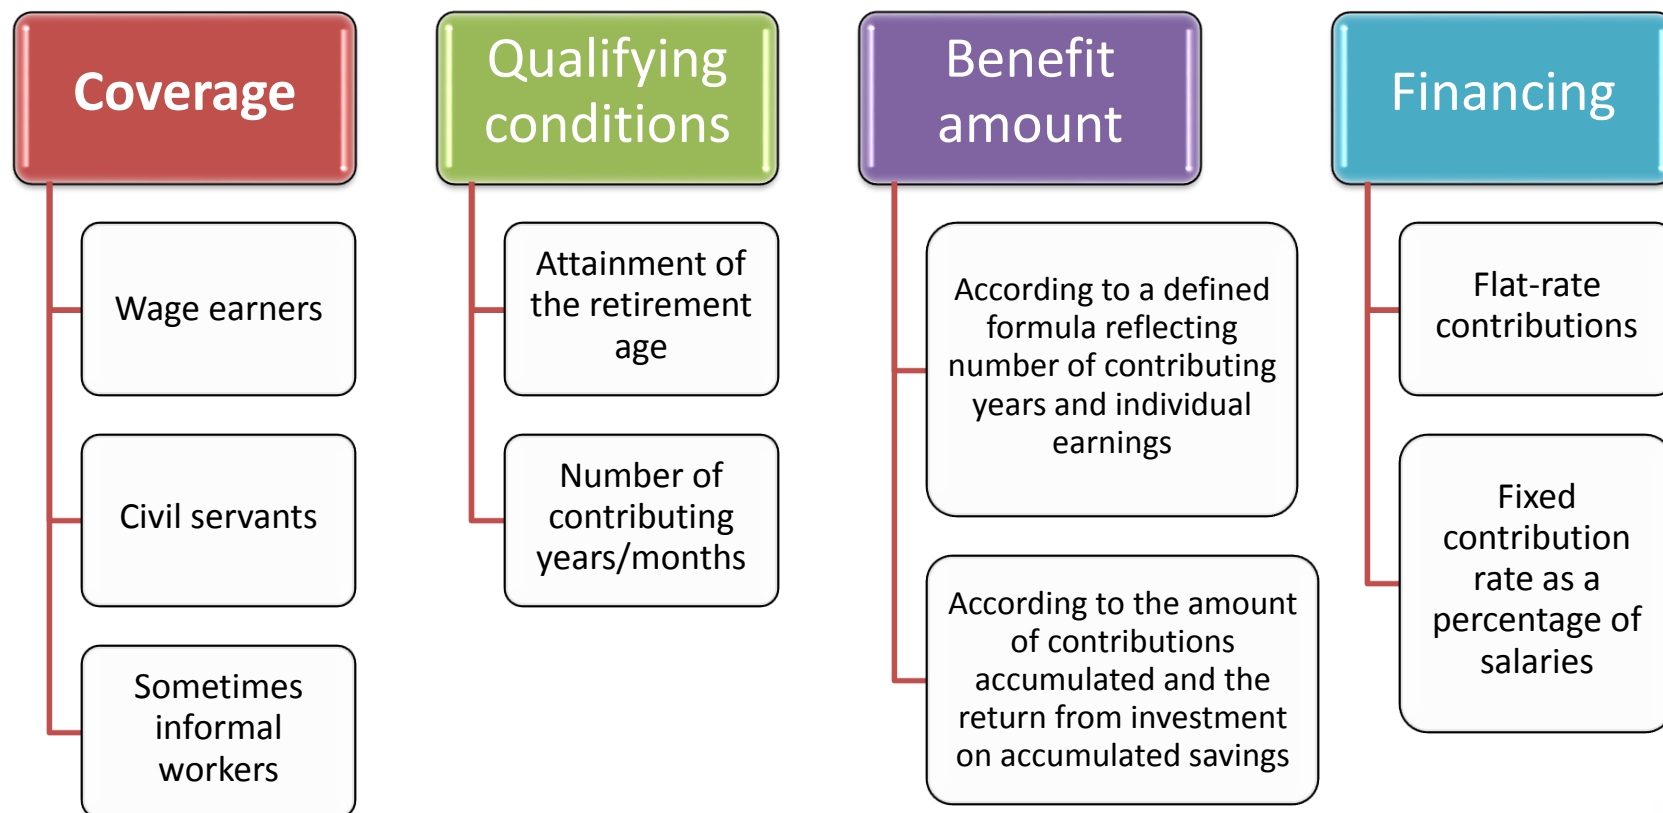 Coverage
Wage earners
Civil servants
Sometimes
informal
workers
Qualifying
conditions
Attainment of
the retirement
age
Number of
contributing
years/months
Benefit
amount
According to a defined
formula reflecting
number of contributing
years and individual
earnings
According to the amount
of contributions
accumulated and the
return from investment
on accumulated savings
Financing
Flat-rate
contributions
Fixed
contribution
rate as a
percentage of
salaries